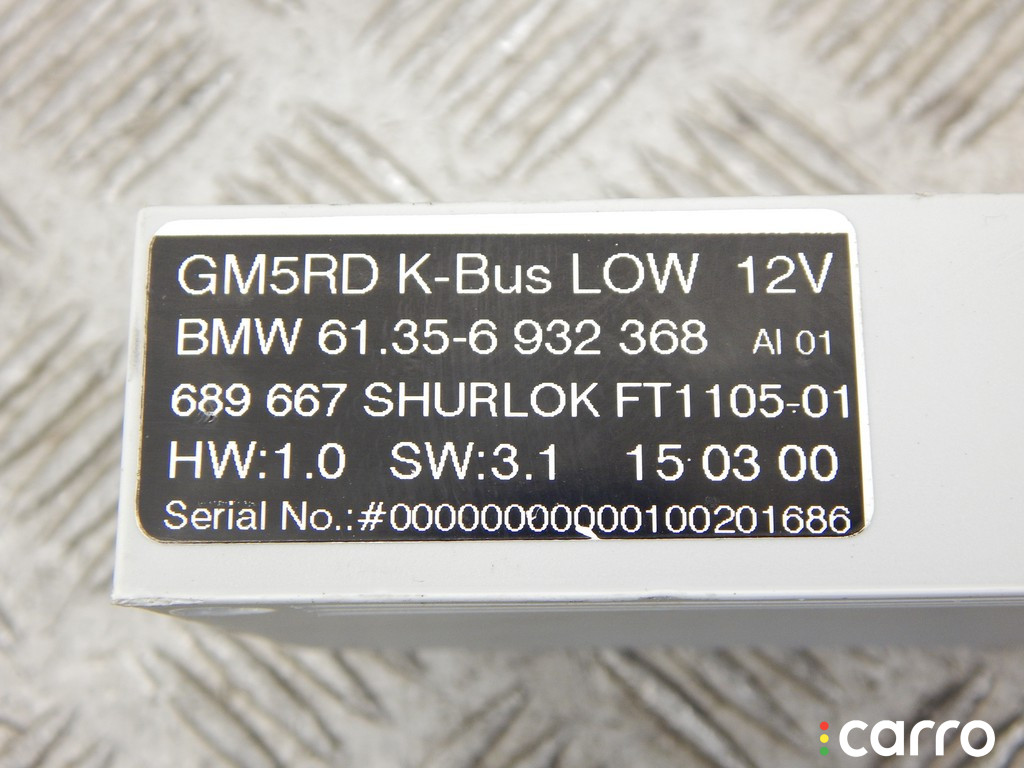 GM5RD K-Bus LOW 12V
BMW 61.35-6 932 368 AI 01
689 667 SHURLOK FT1105-01
HW:1.0 SW:3.1 15 03 00
Serial No.:#00000000000100201686
carro